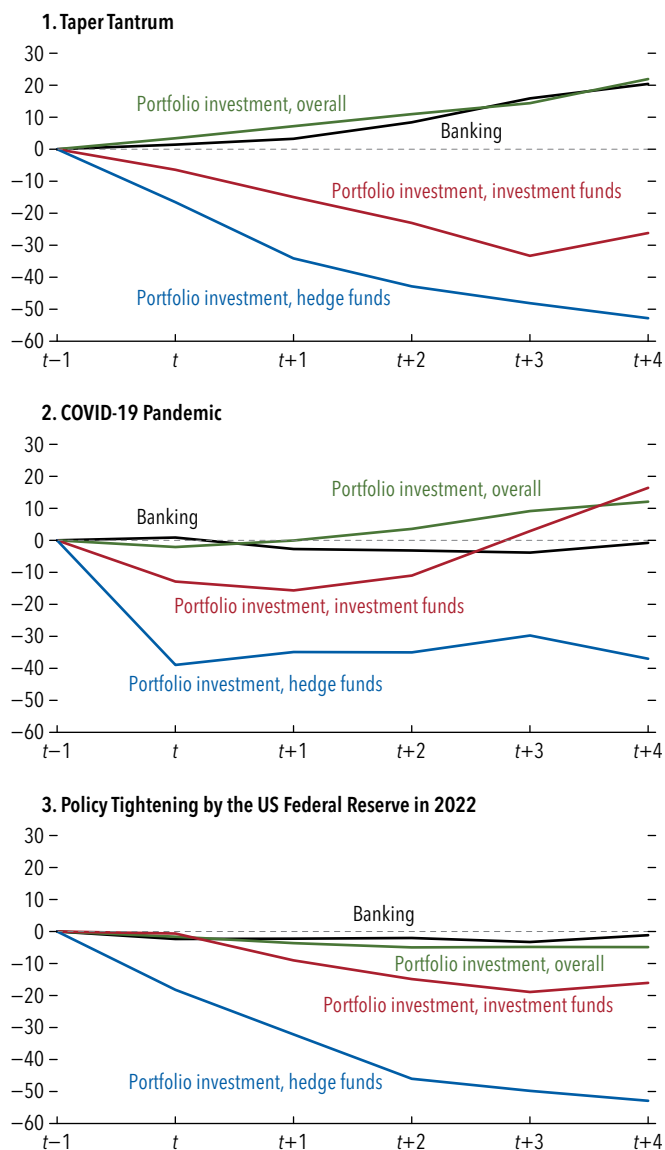 1. Taper Tantrum
30
20
10
0
−10
−20
−30
−40
−50
−60
Portfolio investment, overall
Banking
Portfolio investment, investment funds
Portfolio investment, hedge funds
t−1 t t+1 t+2 t+3 t+4
2. COVID-19 Pandemic
30
20
10
0
−10
−20
−30
−40
−50
−60
Portfolio investment, overall
Banking
Portfolio investment, investment funds
Portfolio investment, hedge funds
t−1 t t+1 t+2 t+3 t+4
3. Policy Tightening by the US Federal Reserve in 2022
30
20
10
0
−10
−20
−30
−40
−50
−60
Banking
Portfolio investment, overall
Portfolio investment, investment funds
Portfolio investment, hedge funds
t−1 t t+1 t+2 t+3 t+4